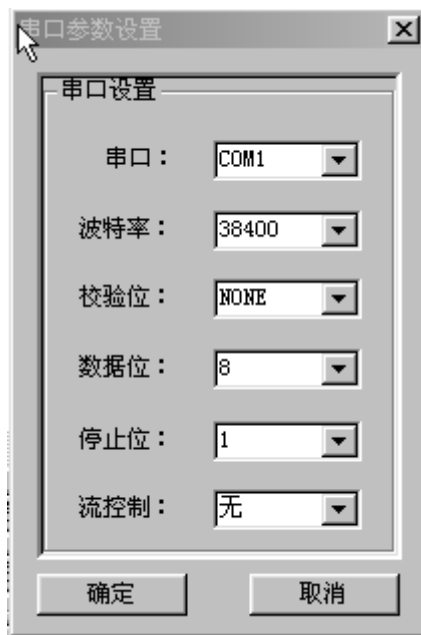 串口参数设置
串口设置
串口： COM1
波特率： 38400
校验位： NONE
数据位： 8
停止位： 1
流控制： 无
确定 取消